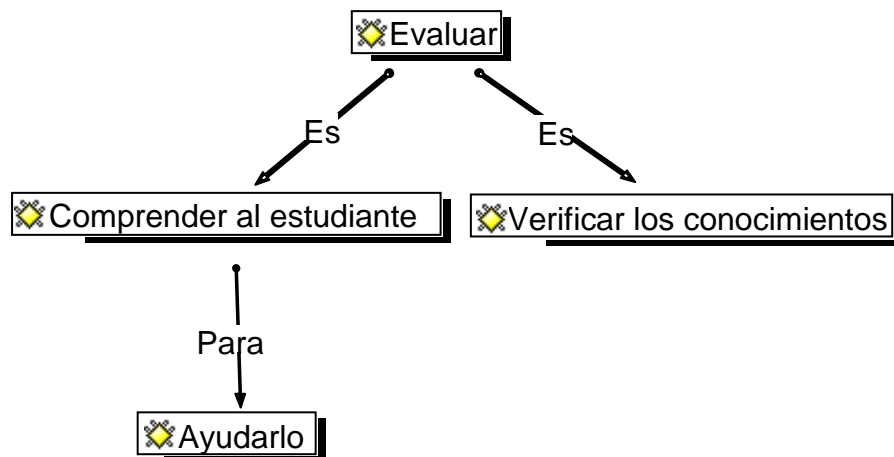 Evaluar
Es
Es
Comprender al estudiante
Verificar los conocimientos
Para
Ayudarlo